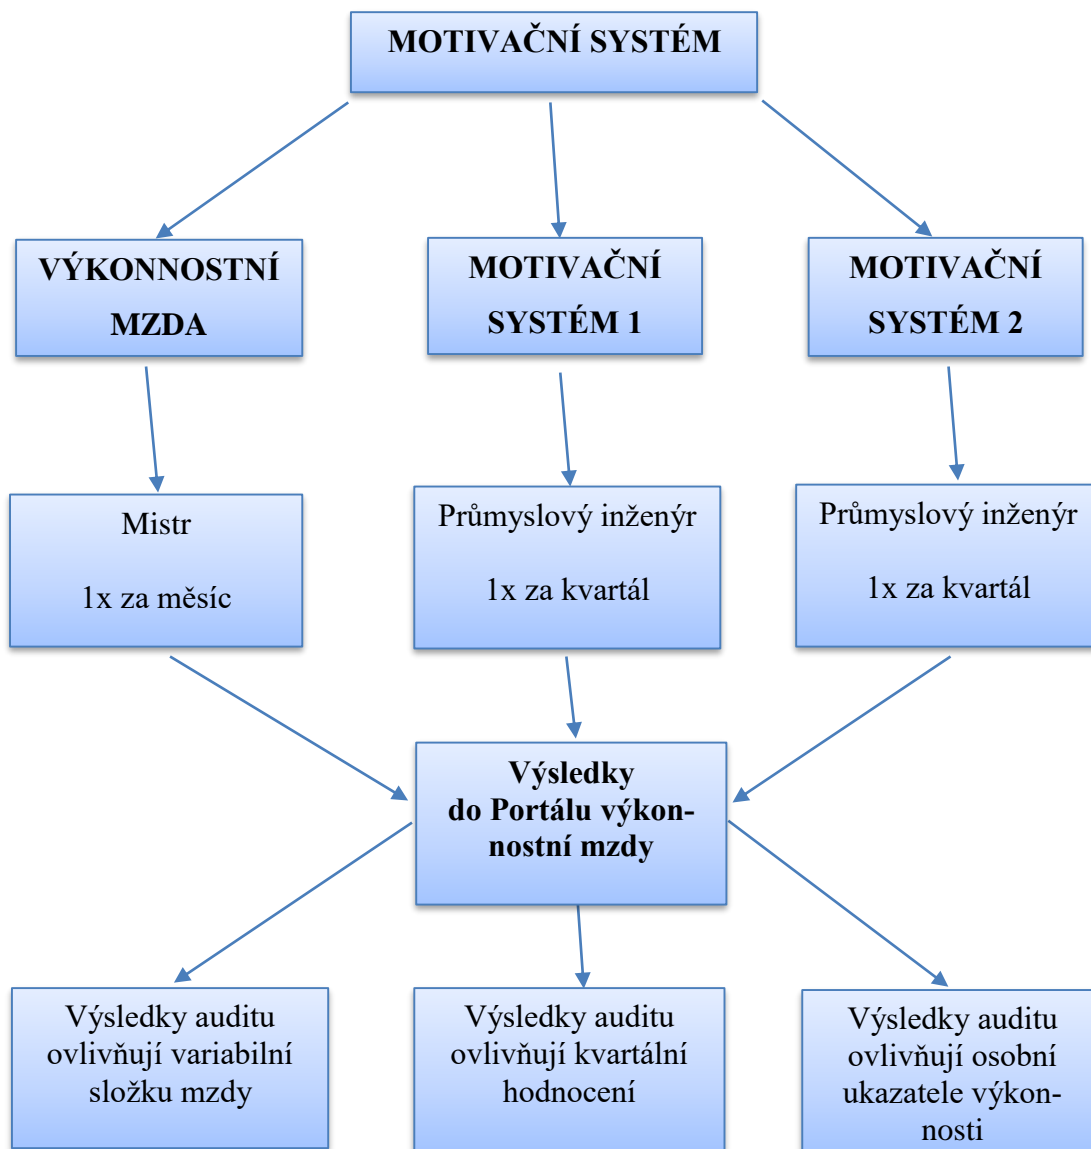 MOTIVAČNÍ SYSTÉM
VÝKONNOSTNÍ
MZDA
MOTIVAČNÍ
SYSTÉM 1
MOTIVAČNÍ
SYSTÉM 2
Mistr
1x za měsíc
Průmyslový inženýr
1x za kvartál
Průmyslový inženýr
1x za kvartál
Výsledky
do Portálu výkon-
nostní mzdy
Výsledky auditu
ovlivňují variabilní
složku mzdy
Výsledky auditu
ovlivňují kvartální
hodnocení
Výsledky auditu
ovlivňují osobní
ukazatele výkon-
nosti